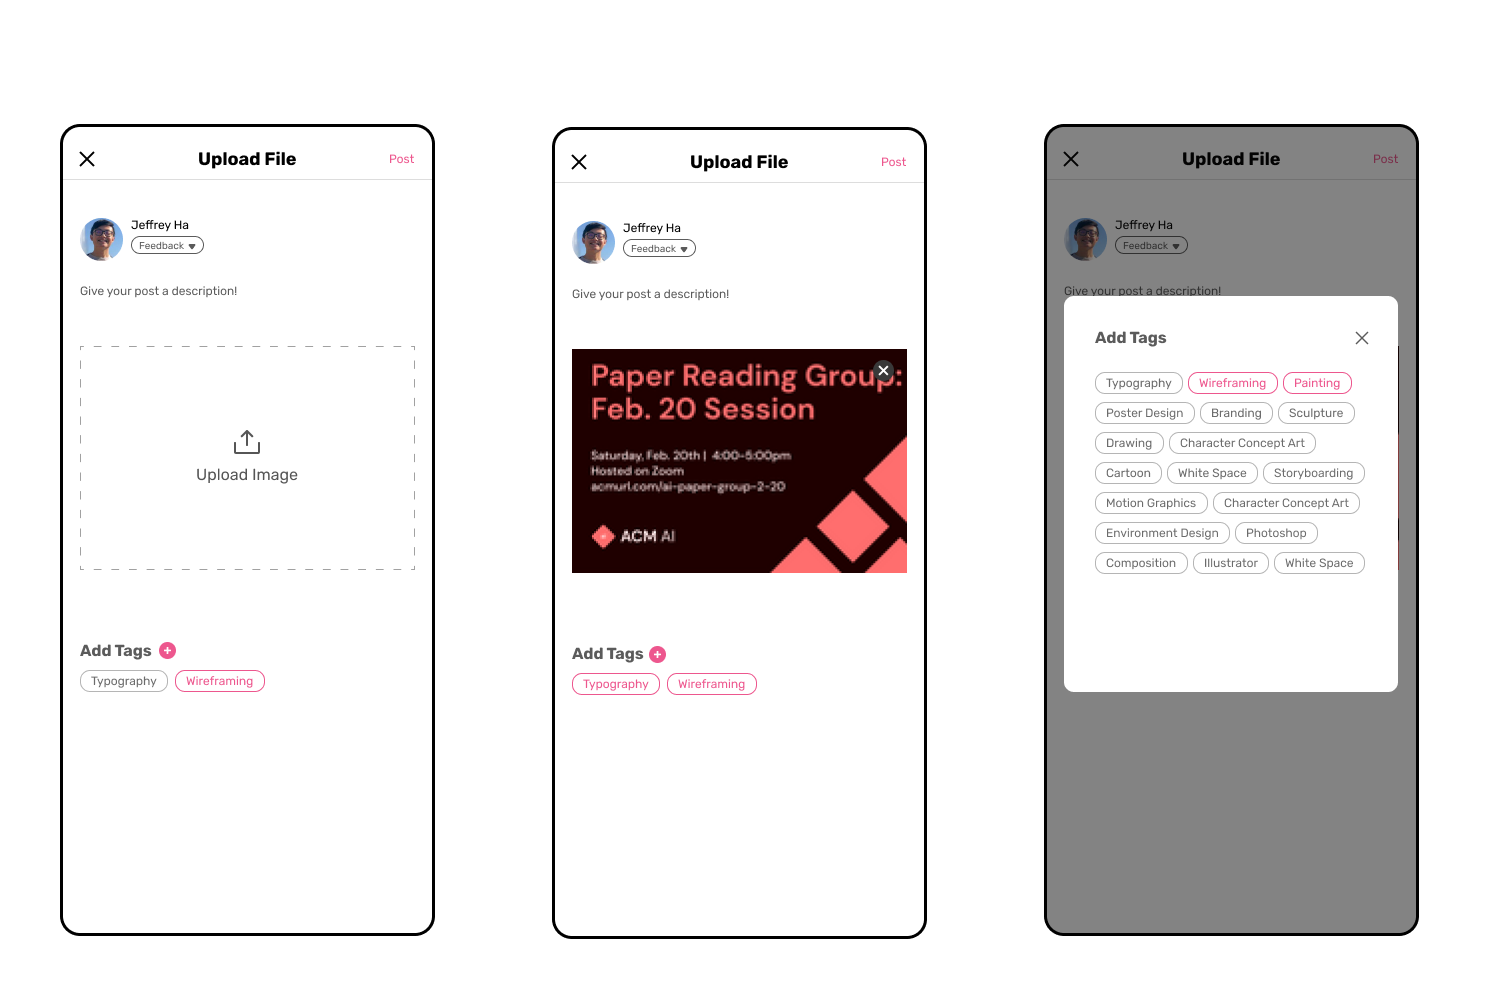 Upload File
Post
Jeffrey Ha
Feedback
Give your post a description!
Upload Image
Add Tags
Typography Wireframing
Upload File
Post
Jeffrey Ha
Feedback
Give your post a description!
Paper Reading Group:
Feb. 20 Session
Saturday, Feb. 20th | 4:00-5:00pm
Hosted on Zoom
acmurl.com/ai-paper-group-2-20
ACM AI
Add Tags
Typography Wireframing
Upload File
Post
Jeffrey Ha
Feedback
Give your post a description!
Add Tags
Typography Wireframing Painting
Poster Design Branding Sculpture
Drawing Character Concept Art
Cartoon White Space Storyboarding
Motion Graphics Character Concept Art
Environment Design Photoshop
Composition Illustrator White Space